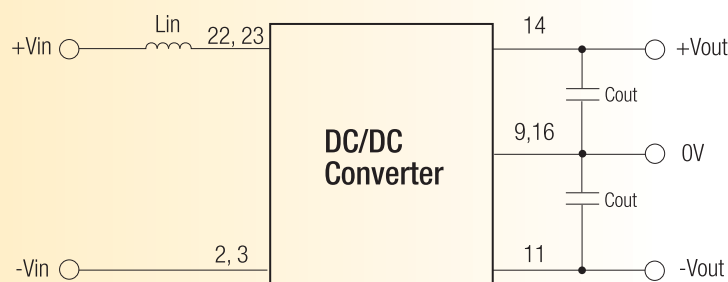 Lin
14
+Vin
22, 23
+Vout
Cout
DC/DC
Converter
9,16
0V
Cout
-Vin
2, 3
11
-Vout